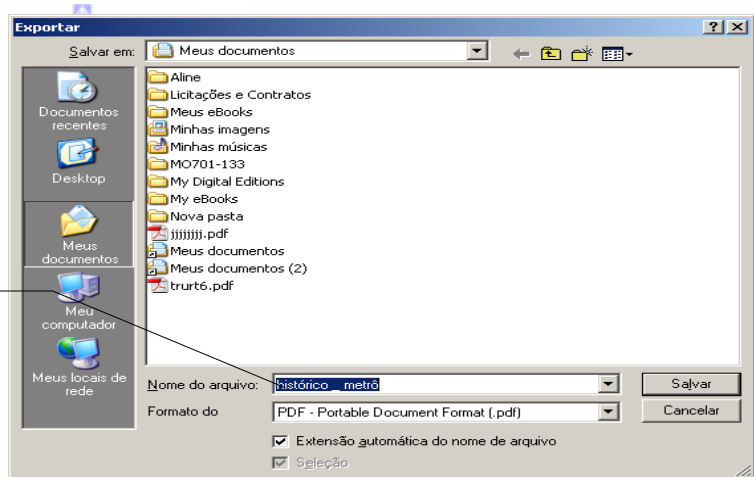 Exportar
Salvar em:
Meus documentos
Documentos
recentes
Desktop
Meus
documentos
Meu
computador
Meus locais de
rede
Aline
Licitações e Contratos
Meus eBooks
Minhas imagens
Minhas músicas
MO701-133
My Digital Editions
My eBooks
Nova pasta
jjjjjjjj.pdf
Meus documentos
Meus documentos (2)
trurt6.pdf
Nome do arquivo:
histórico _ metrô
Salvar
Formato do
PDF - Portable Document Format (.pdf)
Cancelar
Extensão automática do nome de arquivo
Seleção